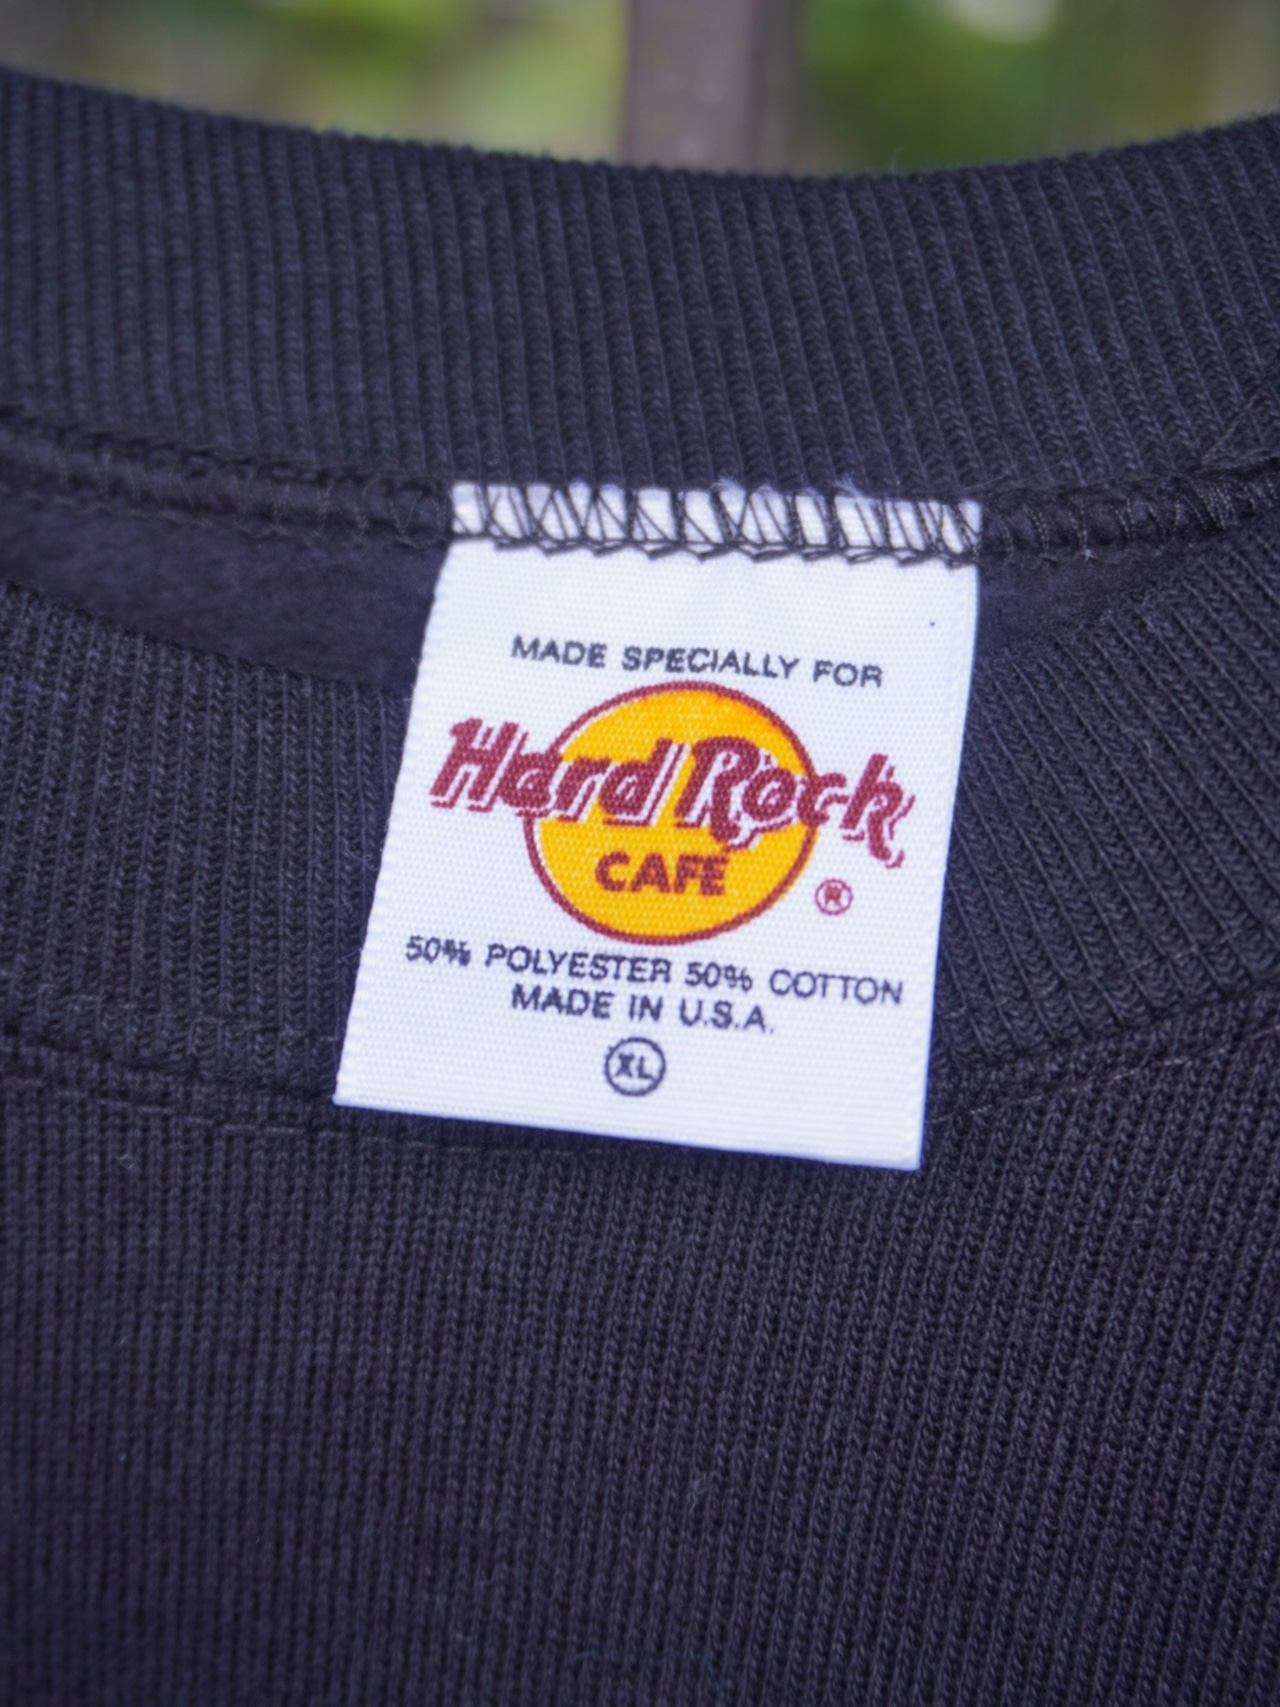 MADE SPECIALLY FOR
Hard Rock
CAFE
®
50% POLYESTER 50% COTTON
MADE IN U.S.A.
XL